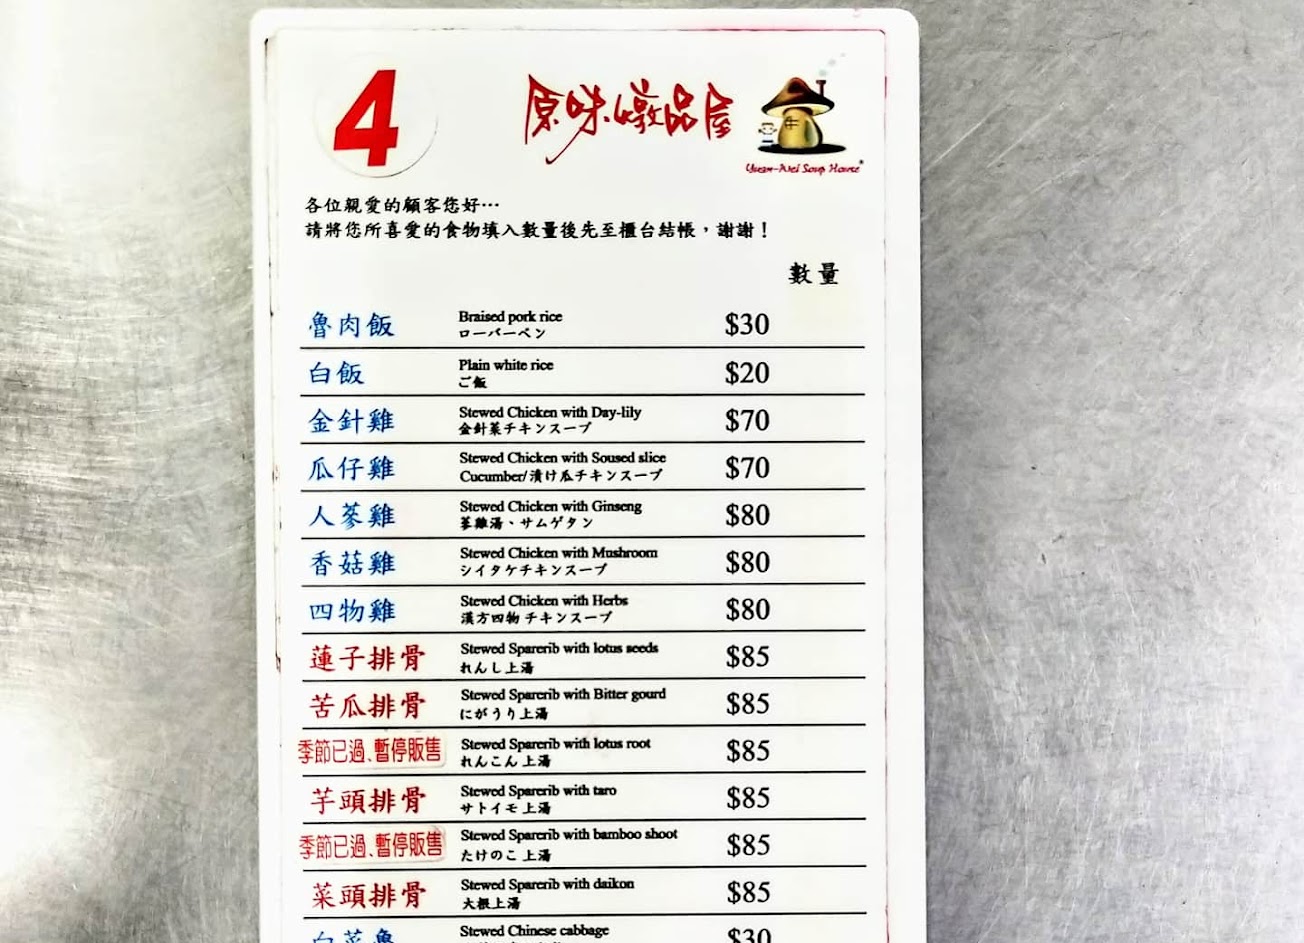 4
原味燉品屋
Yuan-Wei Soup House
各位親愛的顧客您好…
請將您所喜愛的食物填入數量後先至櫃台結帳，謝謝！
數量
魯肉飯 Braised pork rice $30
ローバーペン
白飯 Plain white rice $20
ご飯
金針雞 Stewed Chicken with Day-lily $70
金針菜チキンスープ
瓜仔雞 Stewed Chicken with Soused slice $70
Cucumber/漬け瓜チキンスープ
人蔘雞 Stewed Chicken with Ginseng $80
蔘雞湯、サムゲタン
香菇雞 Stewed Chicken with Mushroom $80
シイタケチキンスープ
四物雞 Stewed Chicken with Herbs $80
漢方四物チキンスープ
蓮子排骨 Stewed Sparerib with lotus seeds $85
れんし上湯
苦瓜排骨 Stewed Sparerib with Bitter gourd $85
にがうり上湯
季節已過、暫停販售 Stewed Sparerib with lotus root $85
れんこん上湯
芋頭排骨 Stewed Sparerib with taro $85
サトイモ上湯
季節已過、暫停販售 Stewed Sparerib with bamboo shoot $85
たけのこ上湯
菜頭排骨 Stewed Sparerib with daikon $85
大根上湯
白菜魯 Stewed Chinese cabbage $30